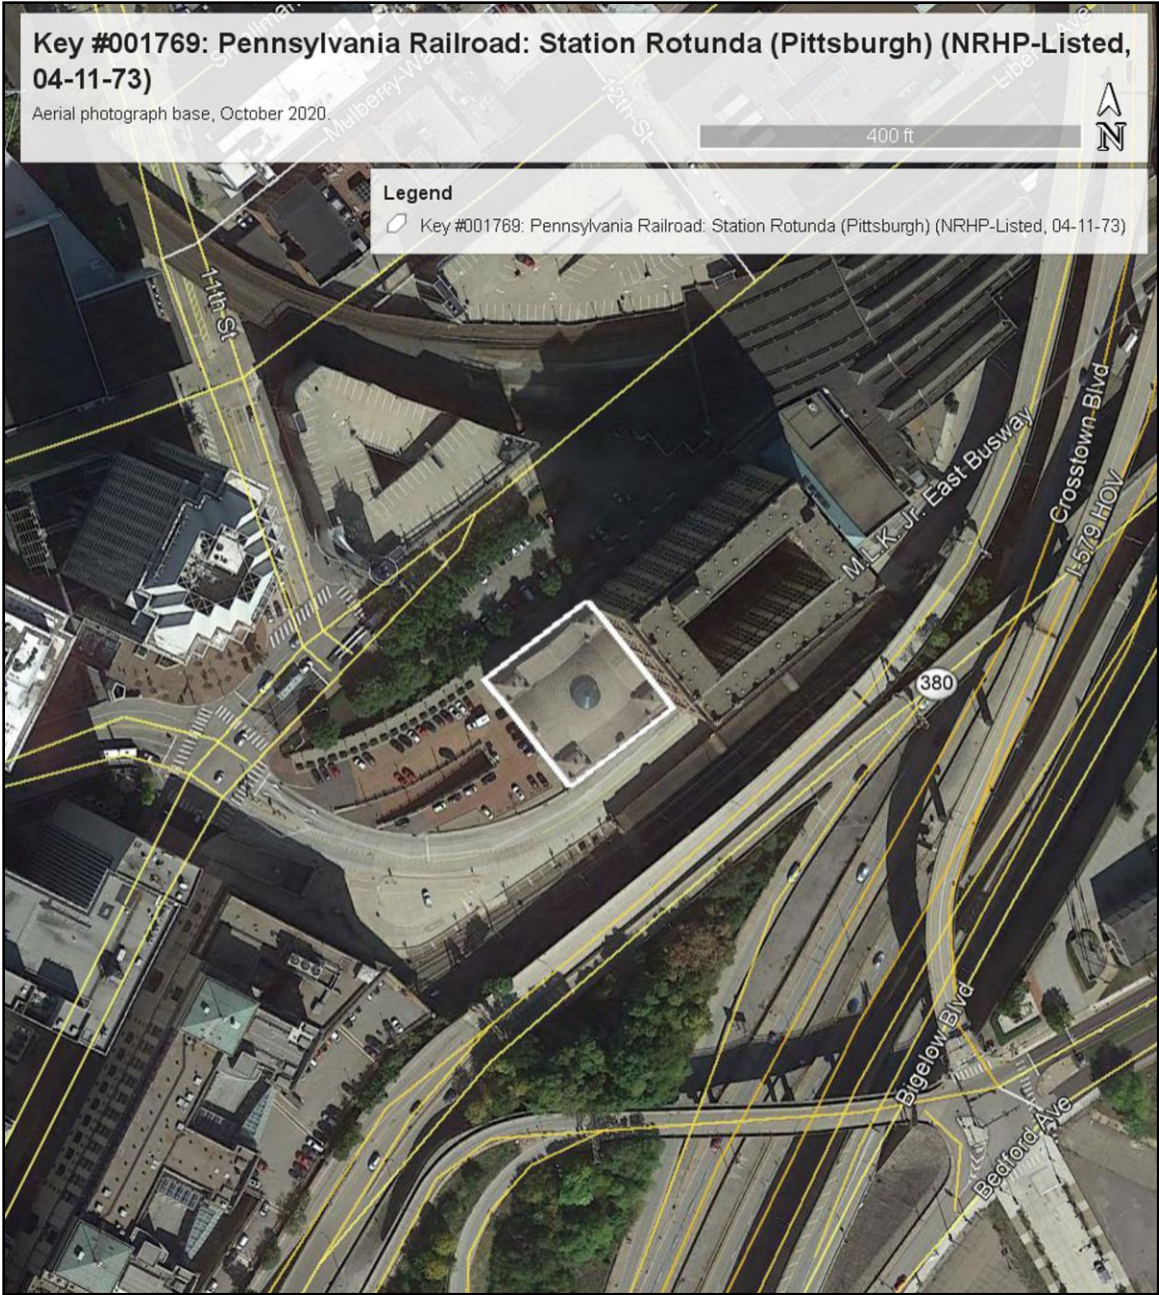 Key #001769: Pennsylvania Railroad: Station Rotunda (Pittsburgh) (NRHP-Listed,
04-11-73)
Aerial photograph base, October 2020.
400 ft
N
Legend
Key #001769: Pennsylvania Railroad: Station Rotunda (Pittsburgh) (NRHP-Listed, 04-11-73)
Mulberry Way
12th St
11th St
Crosstown Blvd
M.L.K. Jr. East Busway
I-579 HOV
380
Bigelow Blvd
Bedford Ave